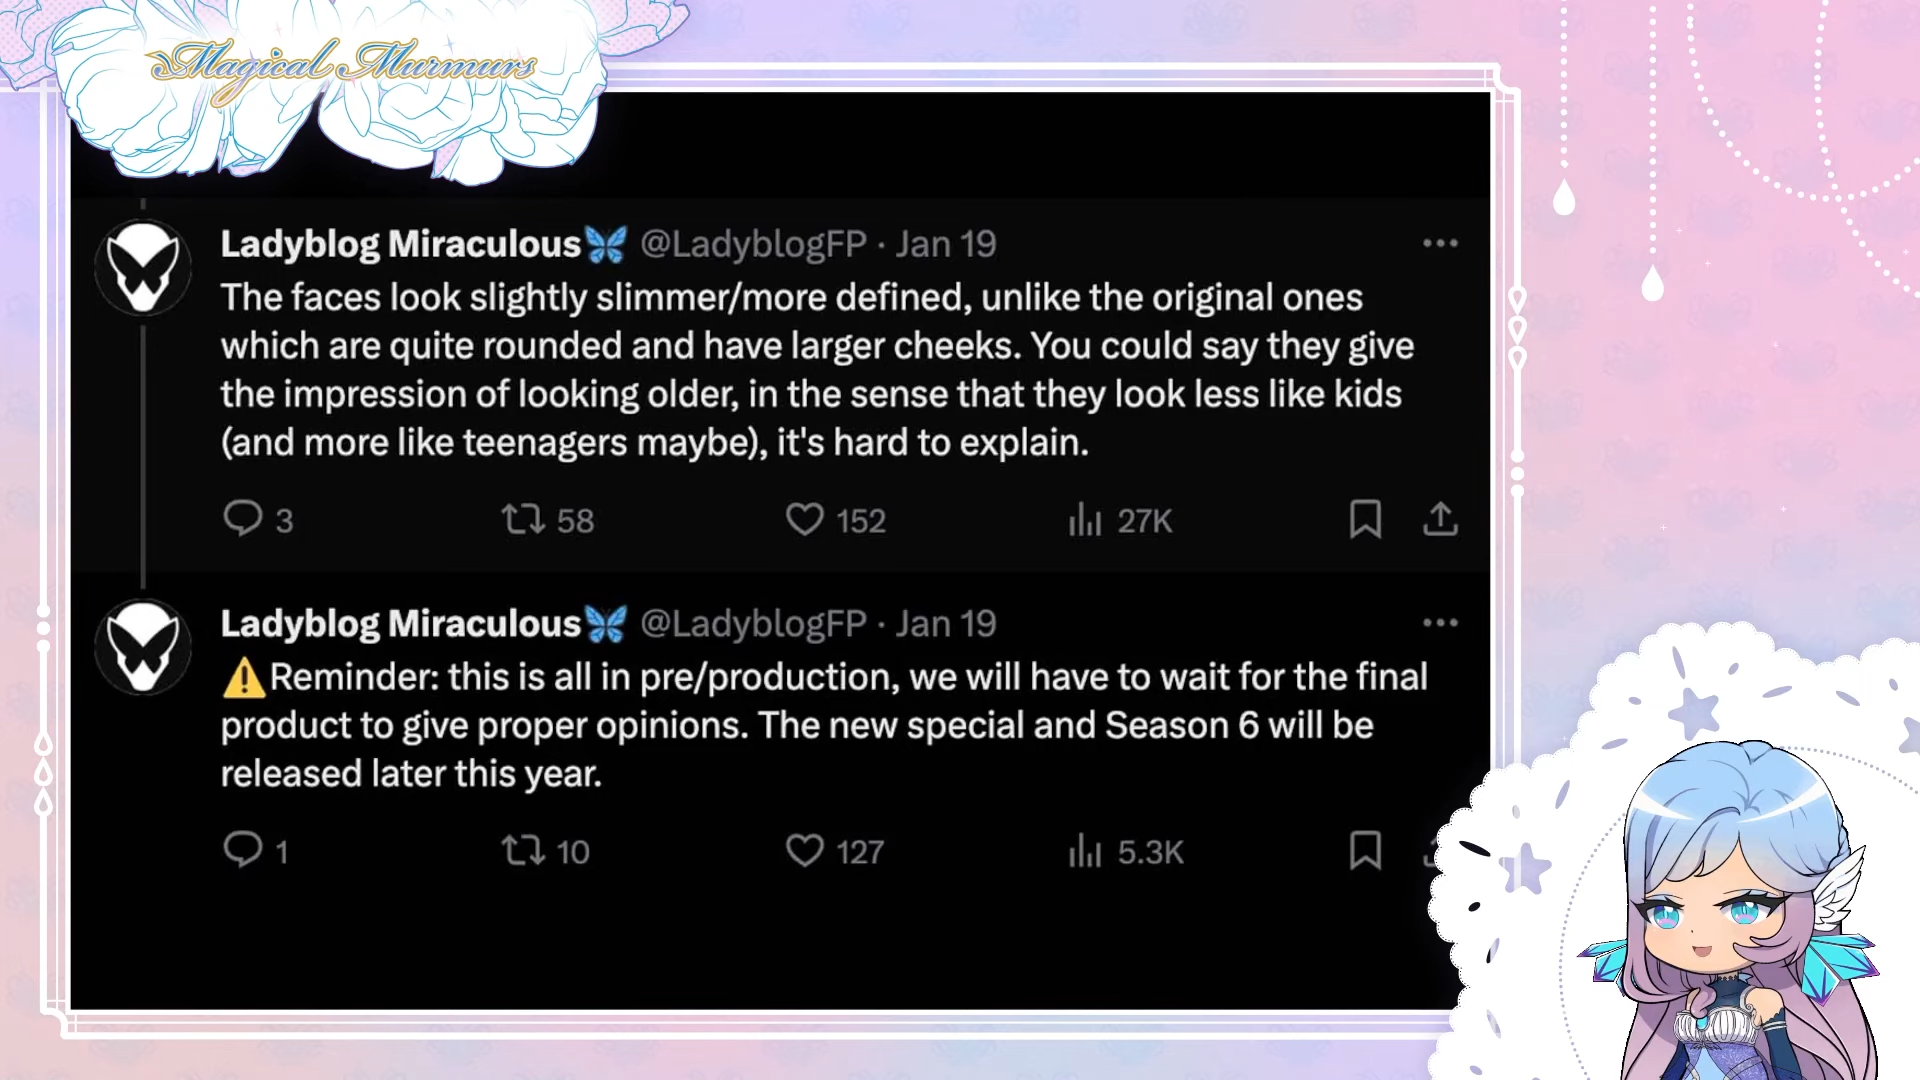 Magical Murmurs
Ladyblog Miraculous🦋 @LadyblogFP · Jan 19
The faces look slightly slimmer/more defined, unlike the original ones
which are quite rounded and have larger cheeks. You could say they give
the impression of looking older, in the sense that they look less like kids
(and more like teenagers maybe), it's hard to explain.
3 58 152 27K
Ladyblog Miraculous🦋 @LadyblogFP · Jan 19
⚠️Reminder: this is all in pre/production, we will have to wait for the final
product to give proper opinions. The new special and Season 6 will be
released later this year.
1 10 127 5.3K